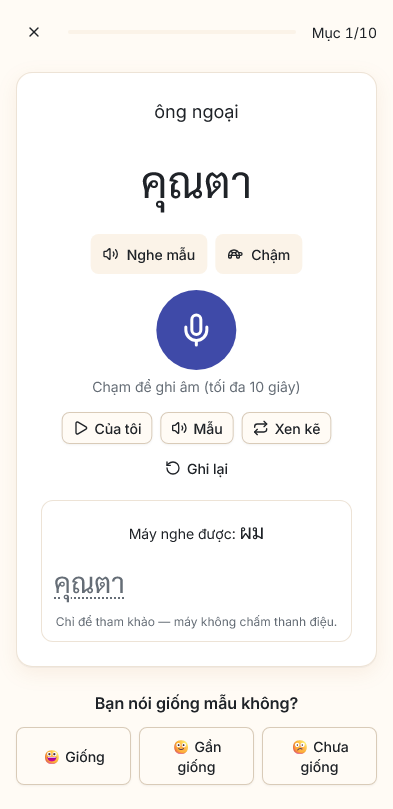 Mục 1/10
ông ngoại
คุณตา
Nghe mẫu
Chậm
Chạm để ghi âm (tối đa 10 giây)
Của tôi
Mẫu
Xen kẽ
Ghi lại
Máy nghe được: ผม
คุณตา
Chỉ để tham khảo — máy không chấm thanh điệu.
Bạn nói giống mẫu không?
Giống
Gần giống
Chưa giống